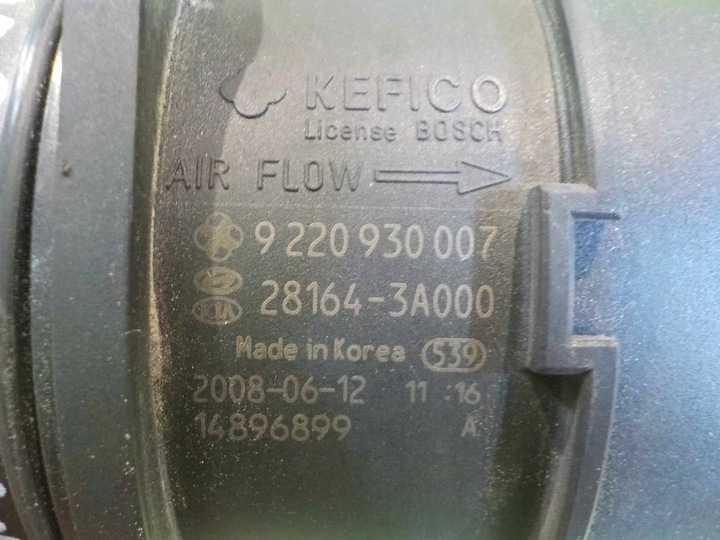 KEFICO
License BOSCH
AIR FLOW
9 220 930 007
28164-3A000
KIA
Made in Korea 539
2008-06-12 11:16
14896899 A